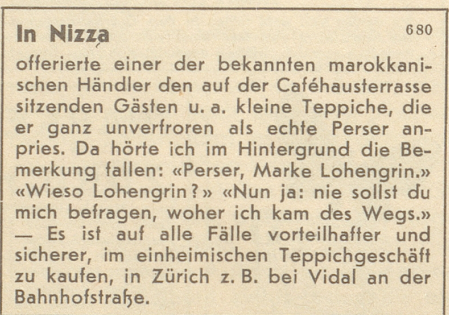 In Nizza 680
offerierte einer der bekannten marokkani-
schen Händler den auf der Caféhausterrasse
sitzenden Gästen u. a. kleine Teppiche, die
er ganz unverfroren als echte Perser an-
pries. Da hörte ich im Hintergrund die Be-
merkung fallen: «Perser, Marke Lohengrin.»
«Wieso Lohengrin?» «Nun ja: nie sollst du
mich befragen, woher ich kam des Wegs.»
— Es ist auf alle Fälle vorteilhafter und
sicherer, im einheimischen Teppichgeschäft
zu kaufen, in Zürich z. B. bei Vidal an der
Bahnhofstraße.